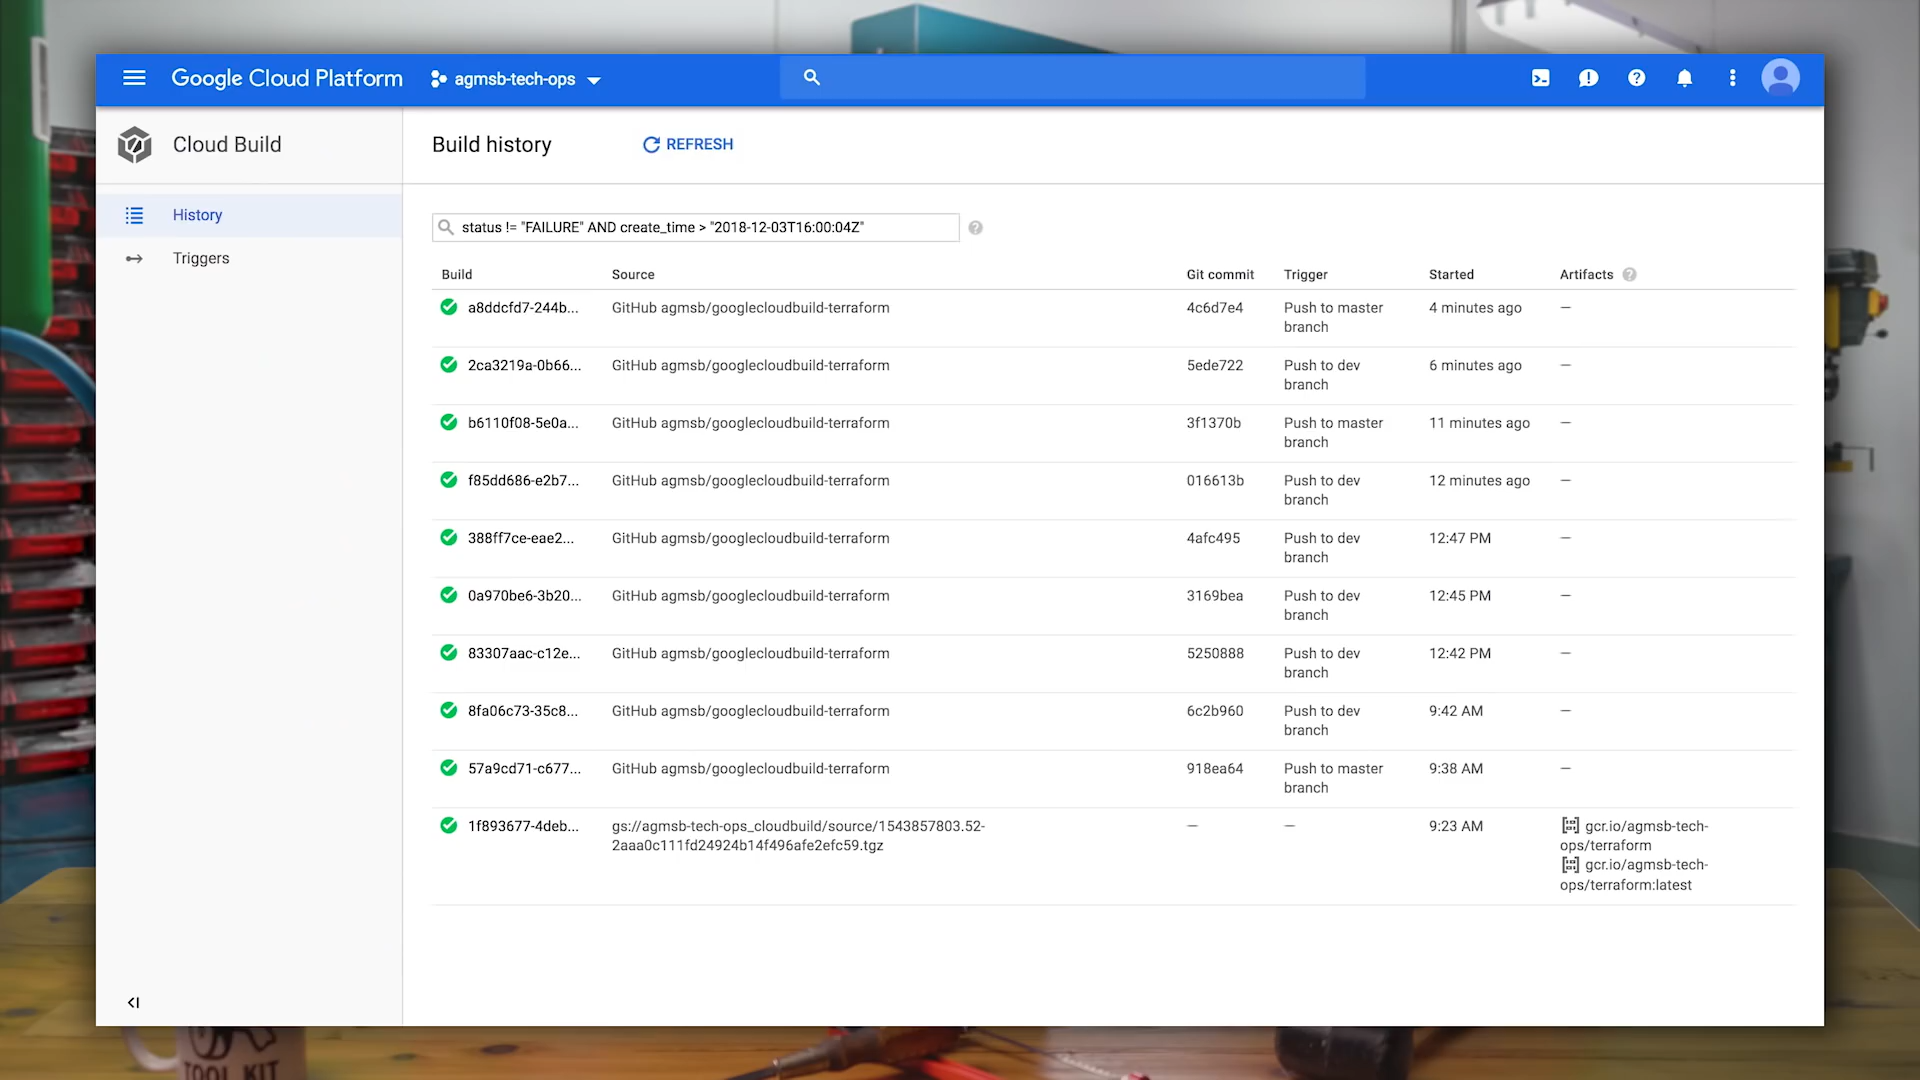 Google Cloud Platform
agmsb-tech-ops
Cloud Build
Build history
REFRESH
History
Triggers
status != "FAILURE" AND create_time > "2018-12-03T16:00:04Z"
Build Source Git commit Trigger Started Artifacts
a8ddcfd7-244b... GitHub agmsb/googlecloudbuild-terraform 4c6d7e4 Push to master 4 minutes ago —
branch
2ca3219a-0b66... GitHub agmsb/googlecloudbuild-terraform 5ede722 Push to dev 6 minutes ago —
branch
b6110f08-5e0a... GitHub agmsb/googlecloudbuild-terraform 3f1370b Push to master 11 minutes ago —
branch
f85dd686-e2b7... GitHub agmsb/googlecloudbuild-terraform 016613b Push to dev 12 minutes ago —
branch
388ff7ce-eae2... GitHub agmsb/googlecloudbuild-terraform 4afc495 Push to dev 12:47 PM —
branch
0a970be6-3b20... GitHub agmsb/googlecloudbuild-terraform 3169bea Push to dev 12:45 PM —
branch
83307aac-c12e... GitHub agmsb/googlecloudbuild-terraform 5250888 Push to dev 12:42 PM —
branch
8fa06c73-35c8... GitHub agmsb/googlecloudbuild-terraform 6c2b960 Push to dev 9:42 AM —
branch
57a9cd71-c677... GitHub agmsb/googlecloudbuild-terraform 918ea64 Push to master 9:38 AM —
branch
1f893677-4deb... gs://agmsb-tech-ops_cloudbuild/source/1543857803.52- — — 9:23 AM gcr.io/agmsb-tech-
2aaa0c111fd24924b14f496afe2efc59.tgz ops/terraform
gcr.io/agmsb-tech-
ops/terraform:latest
TOOL KIT